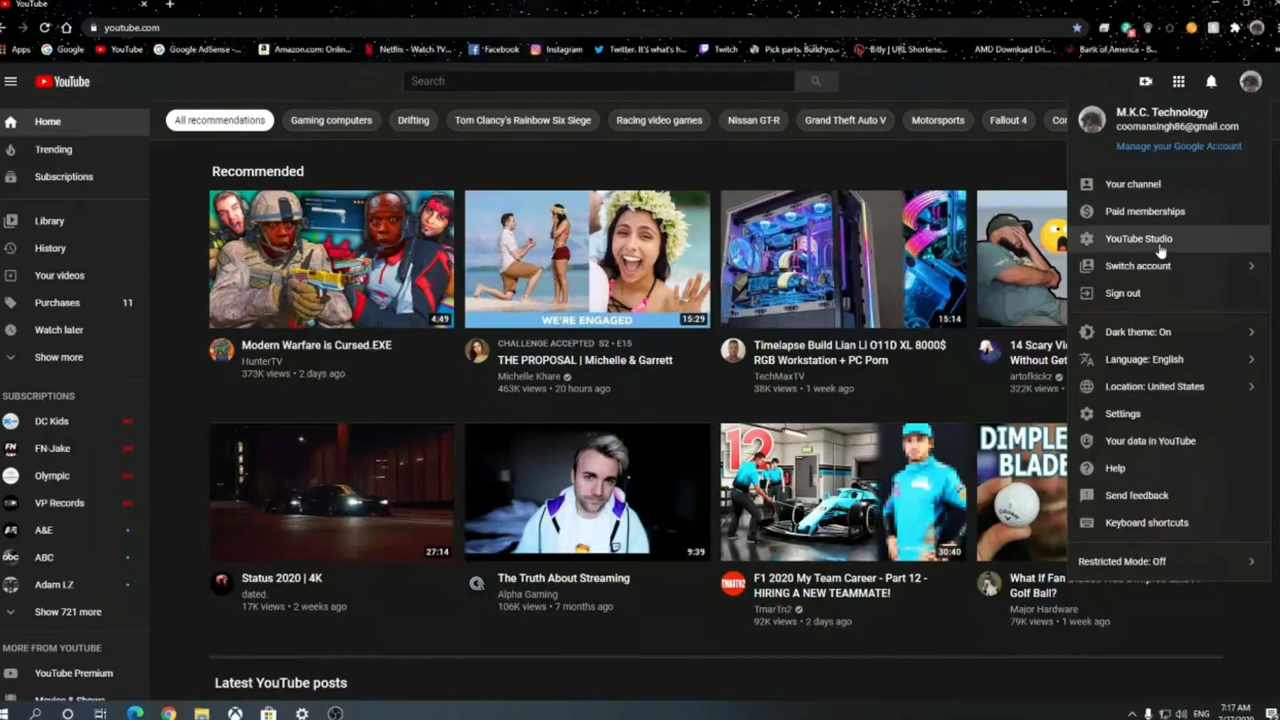 YouTube
youtube.com
Apps
Google
YouTube
Google AdSense -...
Amazon.com: Onlin...
Netflix - Watch TV...
Facebook
Instagram
Twitter. It's what's h...
Twitch
Pick parts. Build yo...
Bitly | URL Shortene...
AMD Download Dri...
Bank of America - B...
YouTube
Search
Home
Trending
Subscriptions
Library
History
Your videos
Purchases 11
Watch later
Show more
SUBSCRIPTIONS
DC Kids
FN-Jake
Olympic
VP Records
A&E
ABC
Adam LZ
Show 721 more
MORE FROM YOUTUBE
YouTube Premium
Movies & Shows
All recommendations
Gaming computers
Drifting
Tom Clancy's Rainbow Six Siege
Racing video games
Nissan GT-R
Grand Theft Auto V
Motorsports
Fallout 4
Recommended
4:49
Modern Warfare is Cursed.EXE
HunterTV
373K views • 2 days ago
WE'RE ENGAGED
15:29
CHALLENGE ACCEPTED S2 • E15
THE PROPOSAL | Michelle & Garrett
Michelle Khare
463K views • 20 hours ago
15:14
Timelapse Build Lian Li O11D XL 8000$
RGB Workstation + PC Porn
TechMaxTV
38K views • 1 week ago
14 Scary Vi
Without Get
artofkickz
322K views
27:14
Status 2020 | 4K
dated.
17K views • 2 weeks ago
9:39
The Truth About Streaming
Alpha Gaming
106K views • 7 months ago
12
30:40
F1 2020 My Team Career - Part 12 -
HIRING A NEW TEAMMATE!
TmarTn2
92K views • 2 days ago
DIMPLE
BLADE
Callaway
What If Fan
Golf Ball?
Major Hardware
79K views • 1 week ago
Latest YouTube posts
M.K.C. Technology
coomansingh86@gmail.com
Manage your Google Account
Your channel
Paid memberships
YouTube Studio
Switch account
Sign out
Dark theme: On
Language: English
Location: United States
Settings
Your data in YouTube
Help
Send feedback
Keyboard shortcuts
Restricted Mode: Off
ENG
7:17 AM
7/27/2020